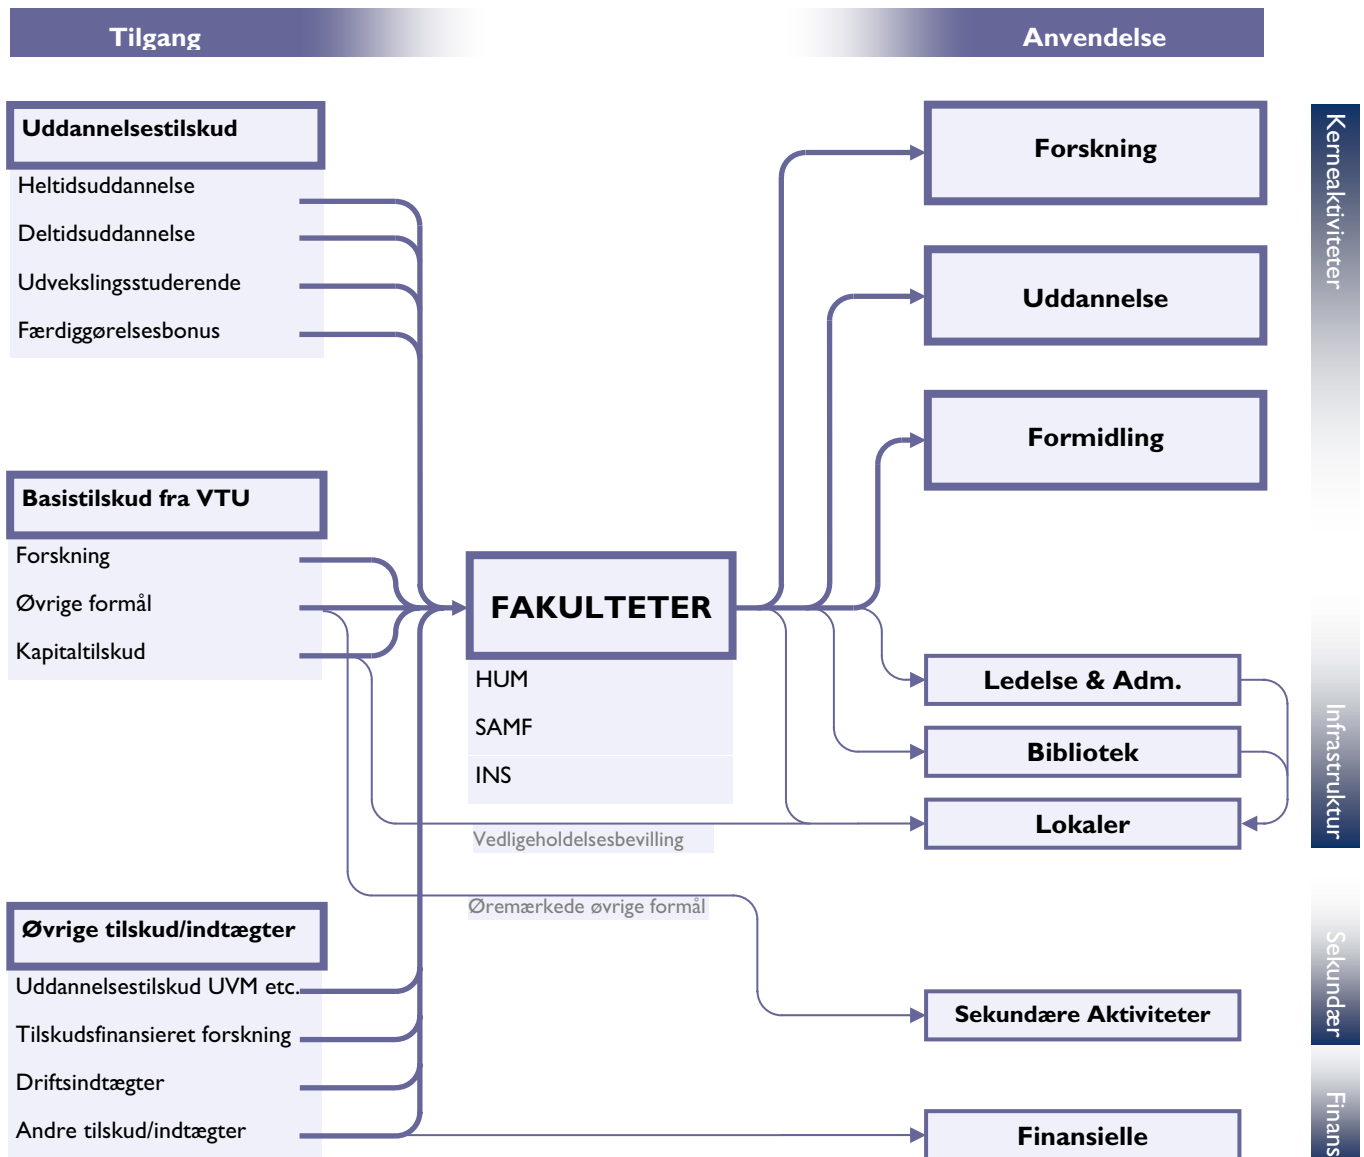 Tilgang
Anvendelse
Uddannelsestilskud
Heltidsuddannelse
Deltidsuddannelse
Udvekslingsstuderende
Færdiggørelsesbonus
Basistilskud fra VTU
Forskning
Øvrige formål
Kapitaltilskud
Øvrige tilskud/indtægter
Uddannelsestilskud UVM etc.
Tilskudsfinansieret forskning
Driftsindtægter
Andre tilskud/indtægter
FAKULTETER
HUM
SAMF
INS
Vedligeholdelsesbevilling
Øremærkede øvrige formål
Forskning
Uddannelse
Formidling
Ledelse & Adm.
Bibliotek
Lokaler
Sekundære Aktiviteter
Finansielle
Kerneaktiviteter
Infrastruktur
Sekundær
Finans